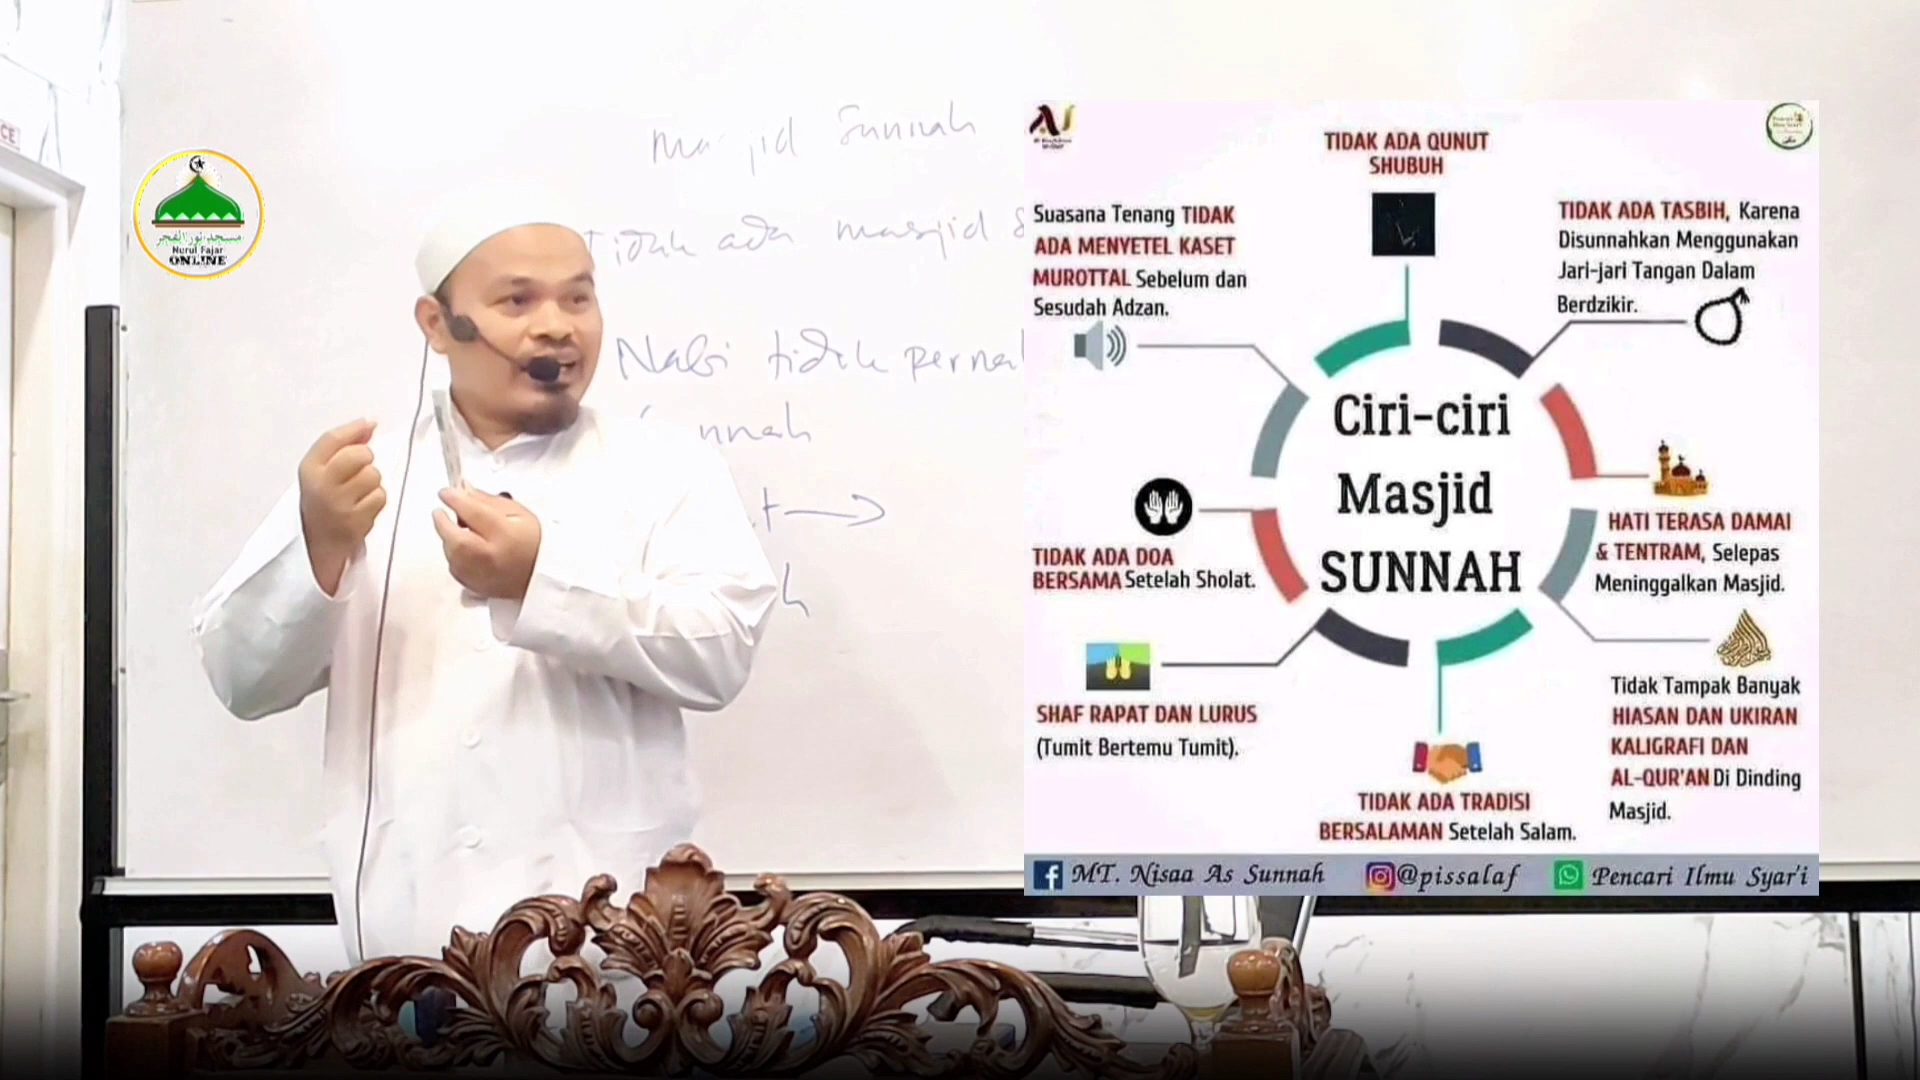 CE
مسجد نور الفجر
Nurul Fajar
ONLINE
masjid Sunnah
tidak ada masjid S
Nabi tidak pernah
unnah
TIDAK ADA QUNUT
SHUBUH
Suasana Tenang TIDAK
ADA MENYETEL KASET
MUROTTAL Sebelum dan
Sesudah Adzan.
TIDAK ADA TASBIH, Karena
Disunnahkan Menggunakan
Jari-jari Tangan Dalam
Berdzikir.
Ciri-ciri
Masjid
SUNNAH
TIDAK ADA DOA
BERSAMA Setelah Sholat.
HATI TERASA DAMAI
& TENTRAM, Selepas
Meninggalkan Masjid.
SHAF RAPAT DAN LURUS
(Tumit Bertemu Tumit).
Tidak Tampak Banyak
HIASAN DAN UKIRAN
KALIGRAFI DAN
AL-QUR'AN Di Dinding
Masjid.
TIDAK ADA TRADISI
BERSALAMAN Setelah Salam.
MT. Nisaa As Sunnah
@pissalaf
Pencari Ilmu Syar'i